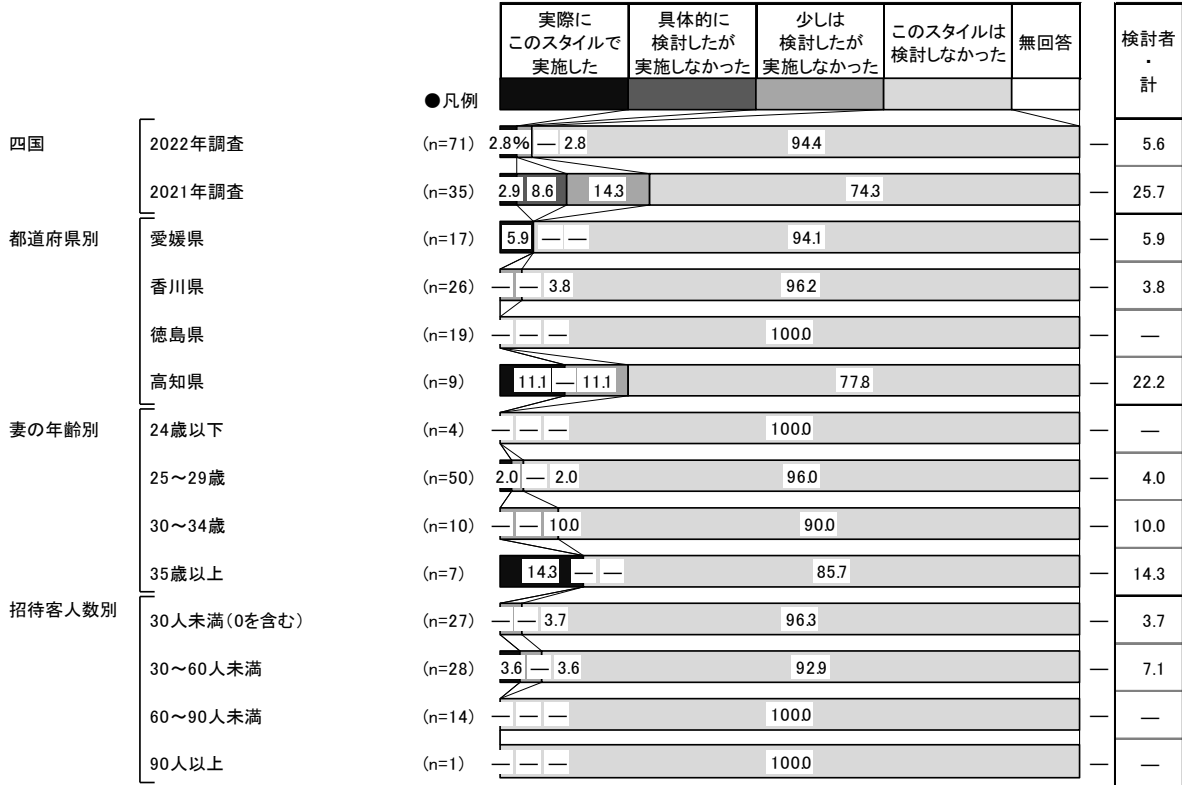 実際に
このスタイルで
実施した
具体的に
検討したが
実施しなかった
少しは
検討したが
実施しなかった
このスタイルは
検討しなかった
無回答
検討者
・
計
●凡例
四国 2022年調査 (n=71) 2.8% — 2.8 94.4 — 5.6
2021年調査 (n=35) 2.9 8.6 14.3 74.3 — 25.7
都道府県別 愛媛県 (n=17) 5.9 — — 94.1 — 5.9
香川県 (n=26) — — 3.8 96.2 — 3.8
徳島県 (n=19) — — — 100.0 — —
高知県 (n=9) 11.1 — 11.1 77.8 — 22.2
妻の年齢別 24歳以下 (n=4) — — — 100.0 — —
25～29歳 (n=50) 2.0 — 2.0 96.0 — 4.0
30～34歳 (n=10) — — 10.0 90.0 — 10.0
35歳以上 (n=7) 14.3 — — 85.7 — 14.3
招待客人数別 30人未満(0を含む) (n=27) — — 3.7 96.3 — 3.7
30～60人未満 (n=28) 3.6 — 3.6 92.9 — 7.1
60～90人未満 (n=14) — — — 100.0 — —
90人以上 (n=1) — — — 100.0 — —